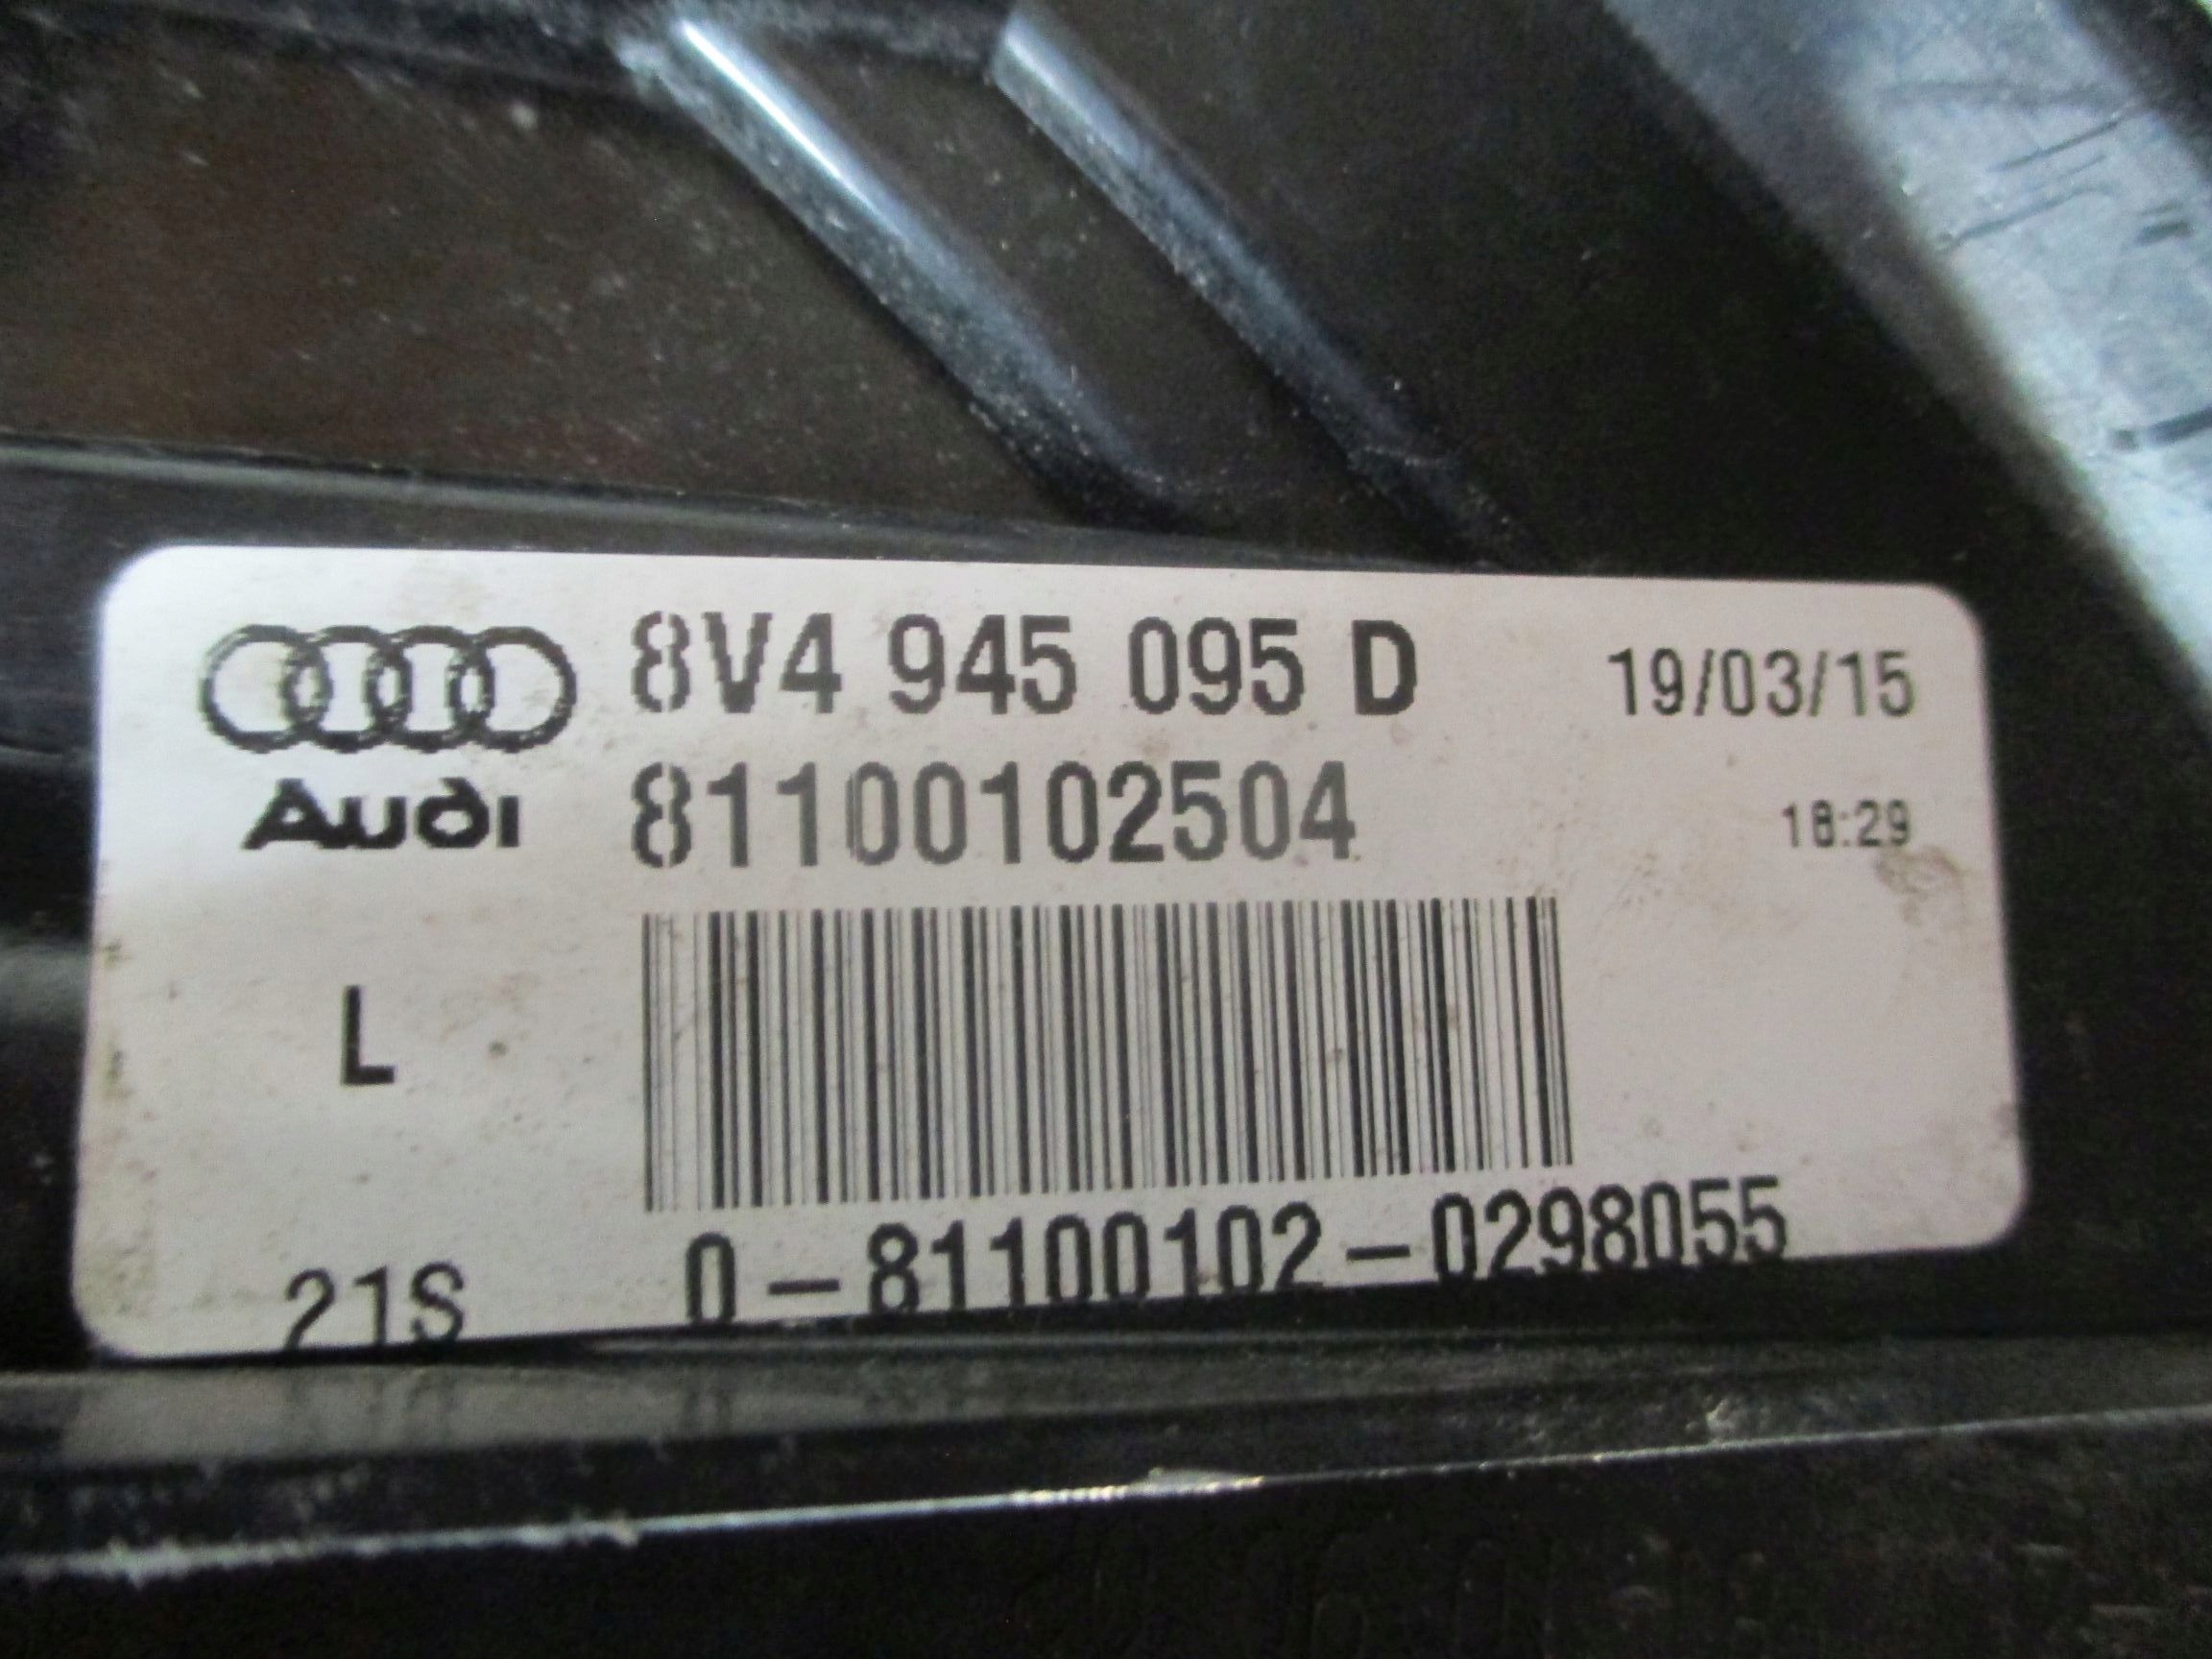 8V4 945 095 D 19/03/15
Audi 81100102504 18:29
L
21S 0-81100102-0298055